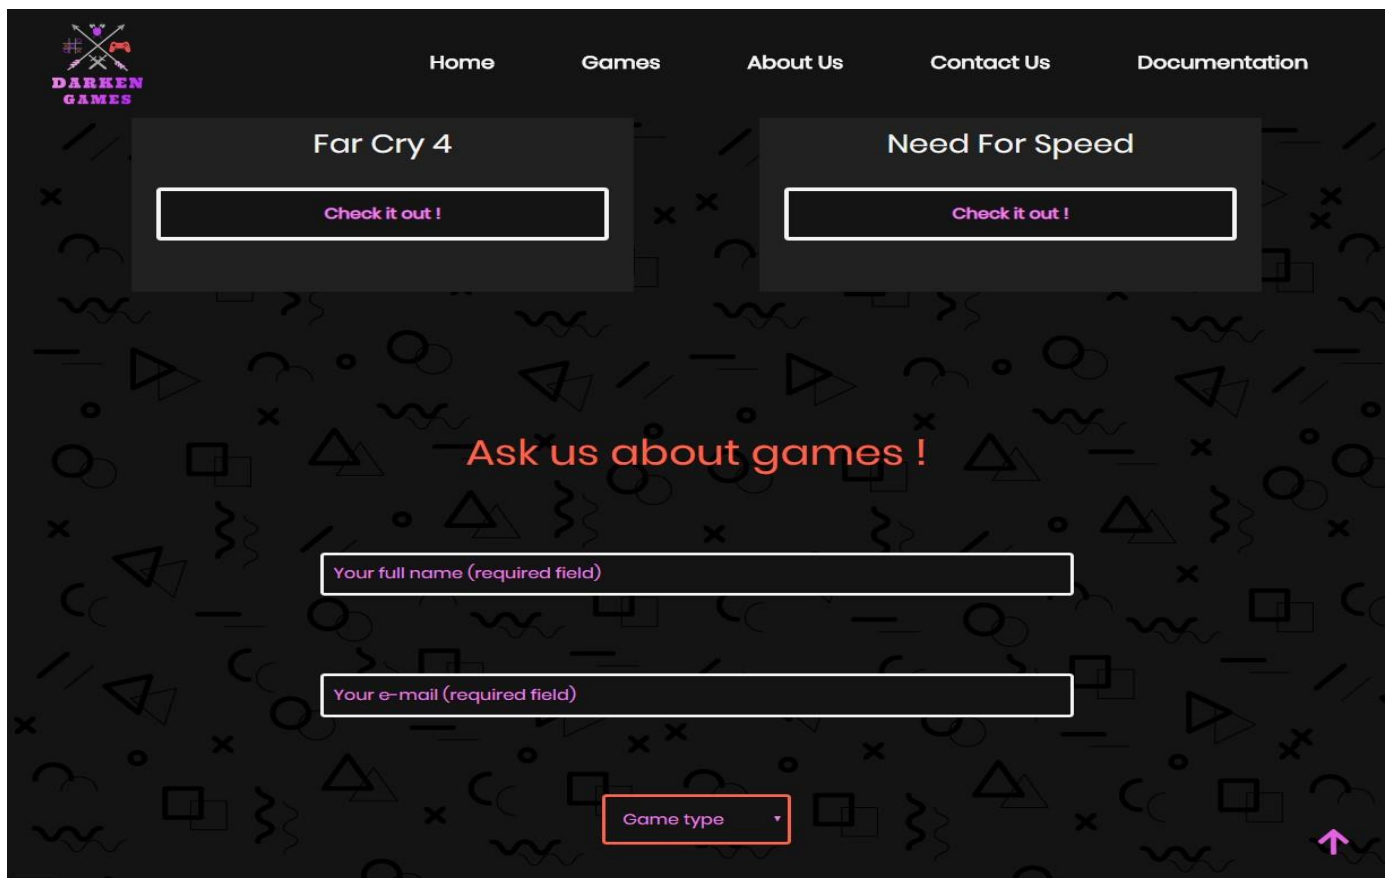 DARKEN
GAMES
Home Games About Us Contact Us Documentation
Far Cry 4 Need For Speed
Check it out ! Check it out !
Ask us about games !
Your full name (required field)
Your e-mail (required field)
Game type